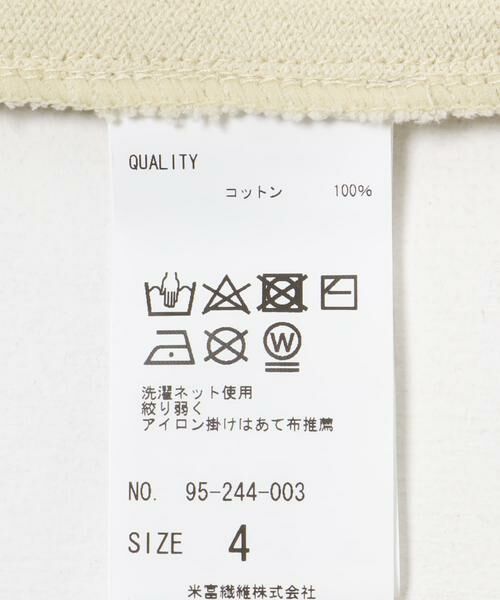 QUALITY
コットン 100%
W
洗濯ネット使用
絞り弱く
アイロン掛けはあて布推薦
NO. 95-244-003
SIZE 4
米富繊維株式会社